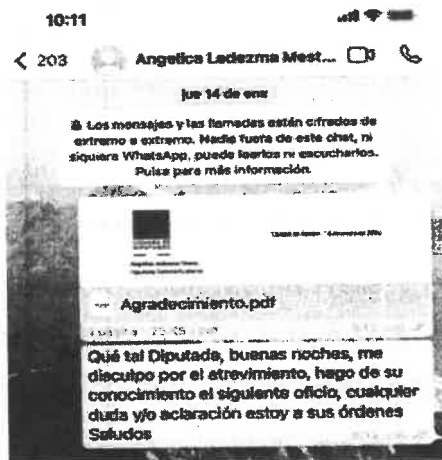 10:11
203 Angelica Ledezma Mest...
jue 14 de ene
Los mensajes y las llamadas están cifrados de
extremo a extremo. Nadie fuera de este chat, ni
siquiera WhatsApp, puede leerlos ni escucharlos.
Pulsa para más información.
Agradecimiento.pdf
Qué tal Diputada, buenas noches, me
disculpo por el atrevimiento, hago de su
conocimiento el siguiente oficio, cualquier
duda y/o aclaración estoy a sus órdenes
Saludos